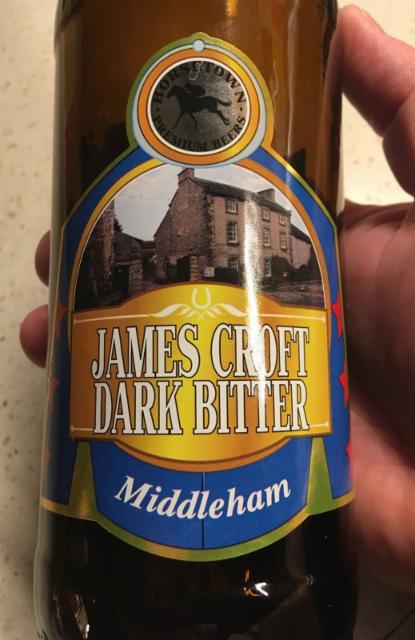 HORSETOWN
PREMIUM BEERS
JAMES CROFT
DARK BITTER
Middleham